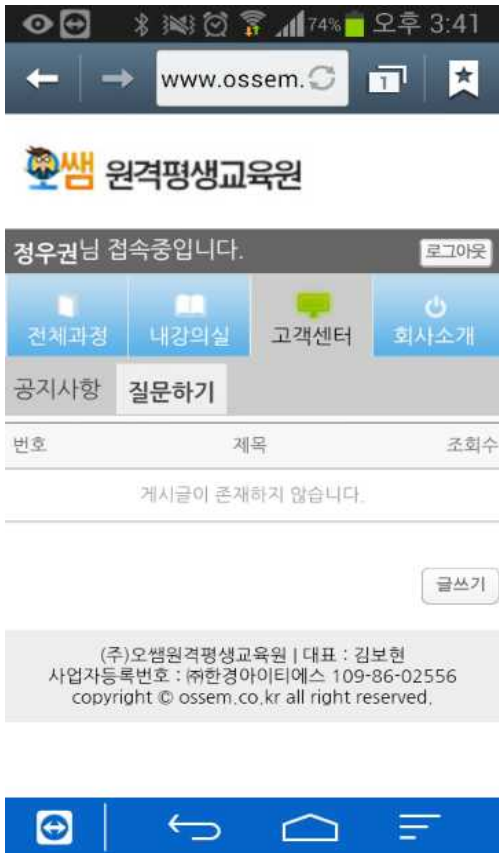 74% 오후 3:41
www.ossem.
1
오쌤 원격평생교육원
정우권님 접속중입니다. 로그아웃
전체과정 내강의실 고객센터 회사소개
공지사항 질문하기
번호 제목 조회수
게시글이 존재하지 않습니다.
글쓰기
(주)오쌤원격평생교육원 | 대표 : 김보현
사업자등록번호 : ㈜한경아이티에스 109-86-02556
copyright © ossem.co.kr all right reserved.